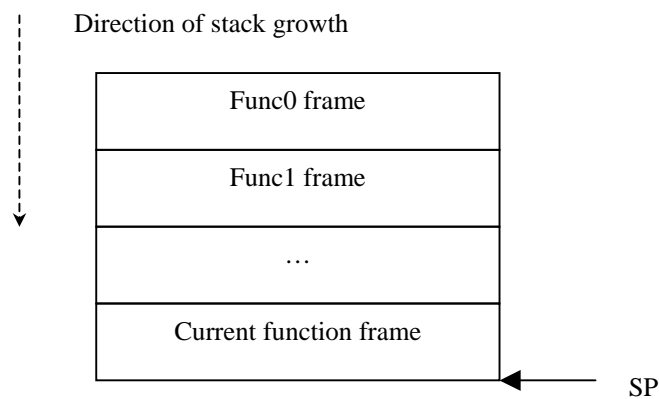 Direction of stack growth
Func0 frame
Func1 frame
…
Current function frame
SP